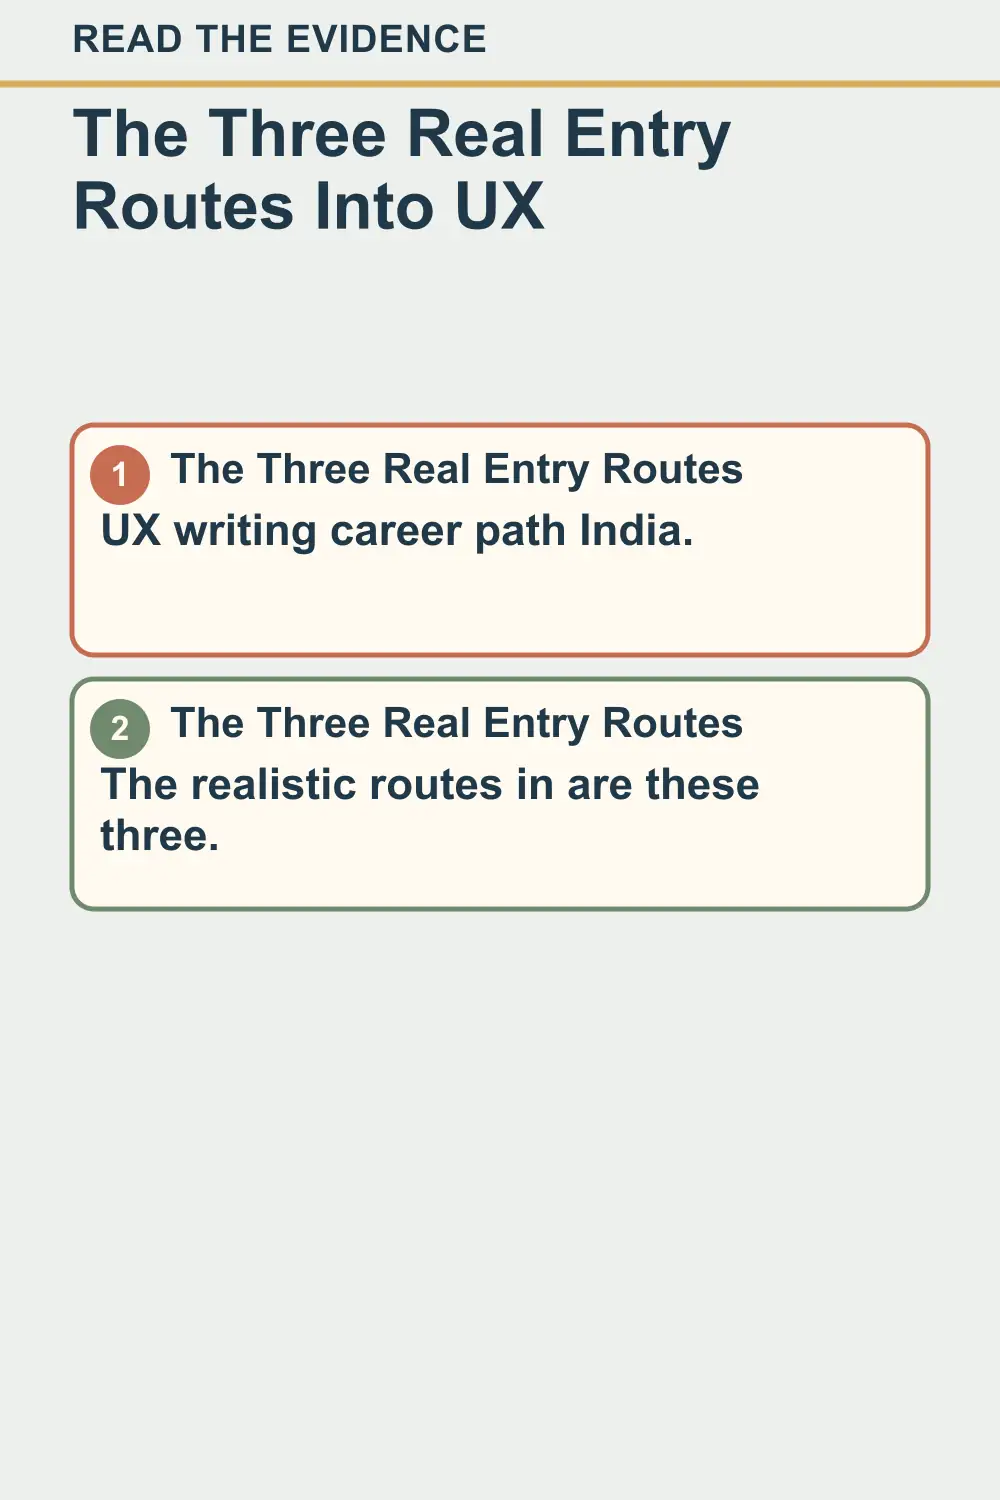 READ THE EVIDENCE
The Three Real Entry
Routes Into UX
1 The Three Real Entry Routes
UX writing career path India.
2 The Three Real Entry Routes
The realistic routes in are these
three.